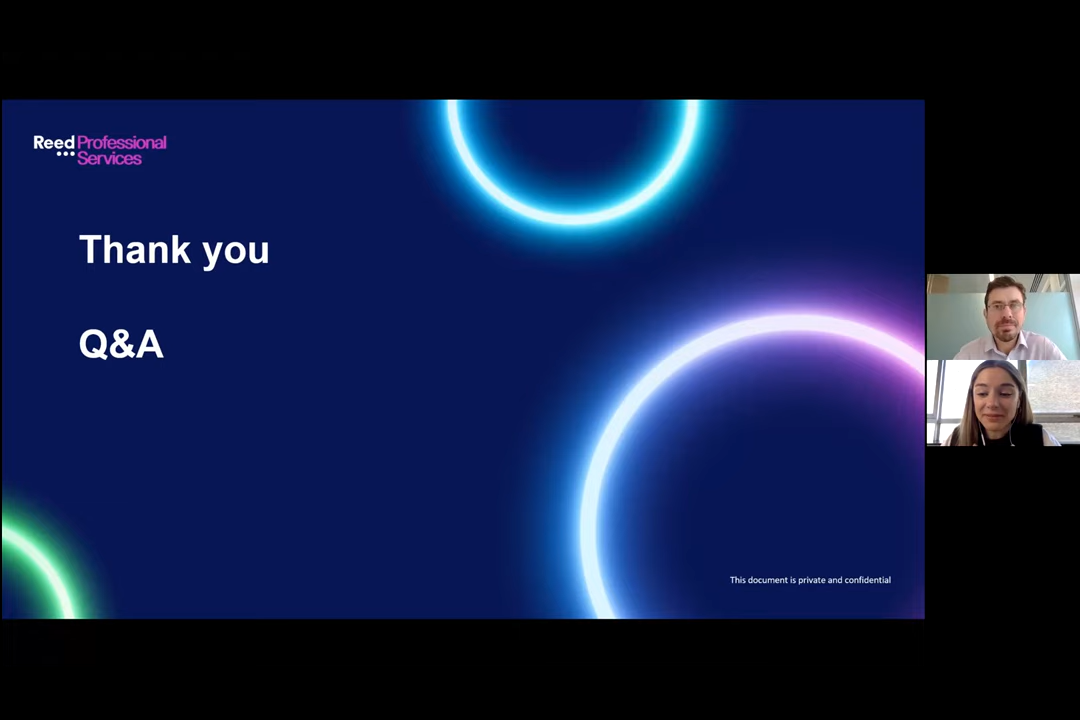 Reed Professional
Services
Thank you
Q&A
This document is private and confidential